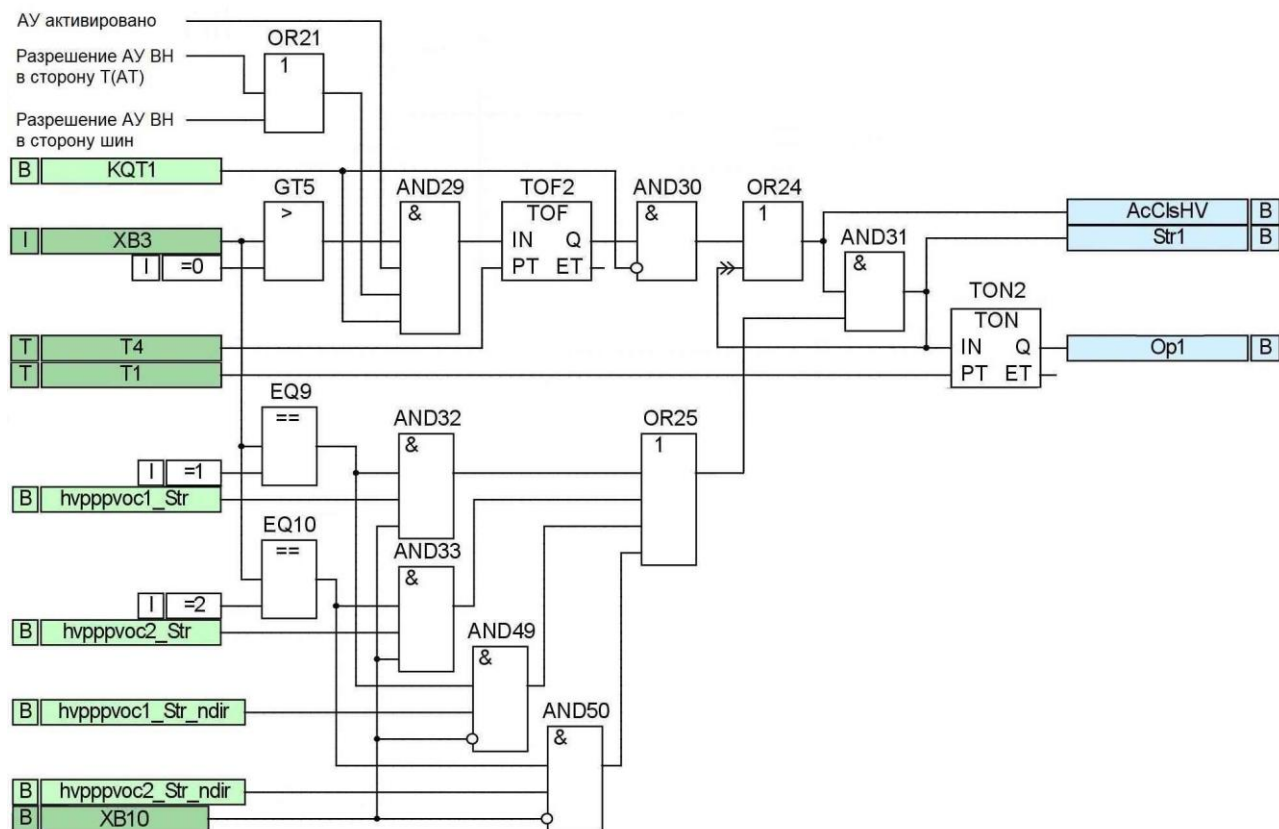 АУ активировано
OR21
1
Разрешение АУ ВН
в сторону Т(АТ)
Разрешение АУ ВН
в сторону шин
B KQT1
GT5
>
AND29
&
TOF2
TOF
IN Q
PT ET
AND30
&
OR24
1
AcClsHV B
Str1 B
I XB3
I =0
AND31
&
TON2
TON
IN Q
PT ET
Op1 B
T T4
T T1
EQ9
==
AND32
&
OR25
1
I =1
B hvpppvoc1_Str
EQ10
==
AND33
&
I =2
B hvpppvoc2_Str
AND49
&
B hvpppvoc1_Str_ndir
AND50
&
B hvpppvoc2_Str_ndir
B XB10